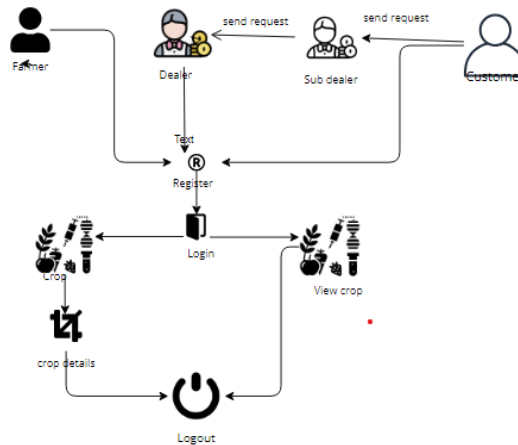 send request
send request
Farmer
Dealer
Sub dealer
Custome
Text
R
Register
Login
Crop
View crop
crop details
Logout